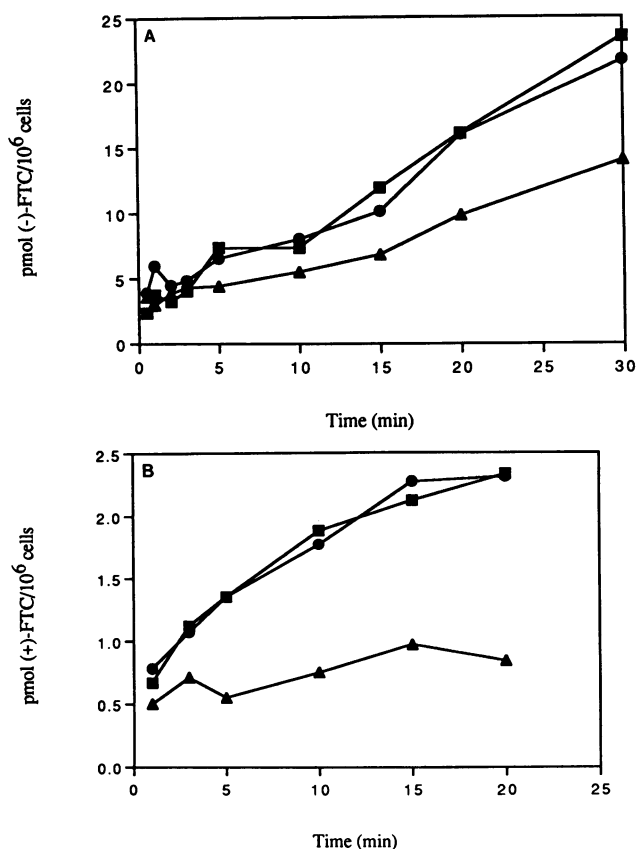 A
25
20
15
10
5
0
pmol (-)-FTC/10^6 cells
0 5 10 15 20 25 30
Time (min)
B
2.5
2.0
1.5
1.0
0.5
0.0
pmol (+)-FTC/10^6 cells
0 5 10 15 20 25
Time (min)